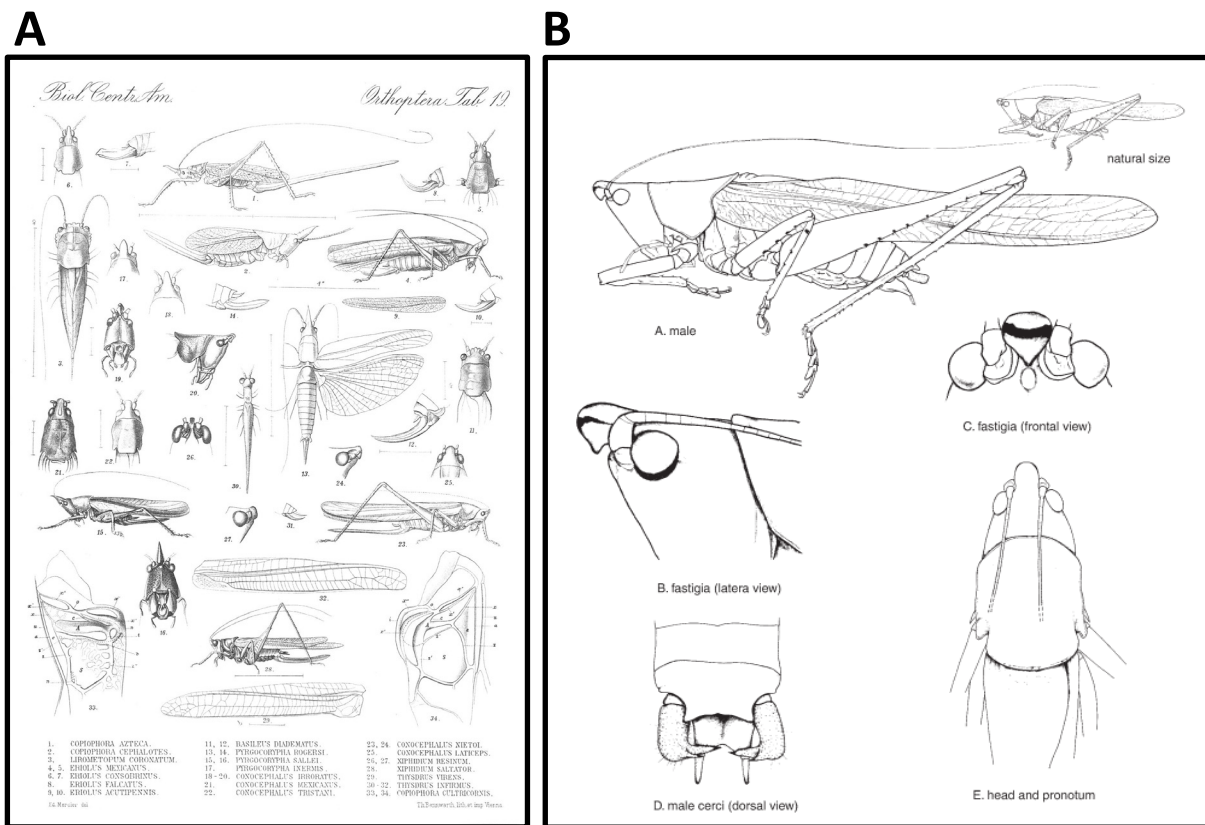 A
B
Biol. Centr. Am.
Orthoptera. Tab 19.
natural size
A. male
C. fastigia (frontal view)
B. fastigia (latera view)
D. male cerci (dorsal view)
E. head and pronotum
1. COPIOPHORA AZTECA.
2. COPIOPHORA CEPHALOTES.
3. LIROMETOPUM CORONATUM.
4, 5. ERIOLUS MEXICANUS.
6, 7. ERIOLUS CONSOBRINUS.
8. ERIOLUS FALCATUS.
9, 10. ERIOLUS ACUTIPENNIS.
11, 12. BASILEUS DIADEMATUS.
13, 14. PYRGOCORYPHA ROGERSI.
15, 16. PYRGOCORYPHA SALLEI.
17. PYRGOCORYPHA INERMIS.
18-20. CONOCEPHALUS IRRORATUS.
21. CONOCEPHALUS MEXICANUS.
22. CONOCEPHALUS TRISTANI.
23, 24. CONOCEPHALUS NIETOI.
25. CONOCEPHALUS LATICEPS.
26, 27. XIPHIDIUM RESINUM.
28. XIPHIDIUM SALTATOR.
29. THYSDRUS VIRENS.
30-32. THYSDRUS INFIRMUS.
33, 34. COPIOPHORA CULTRICORNIS.